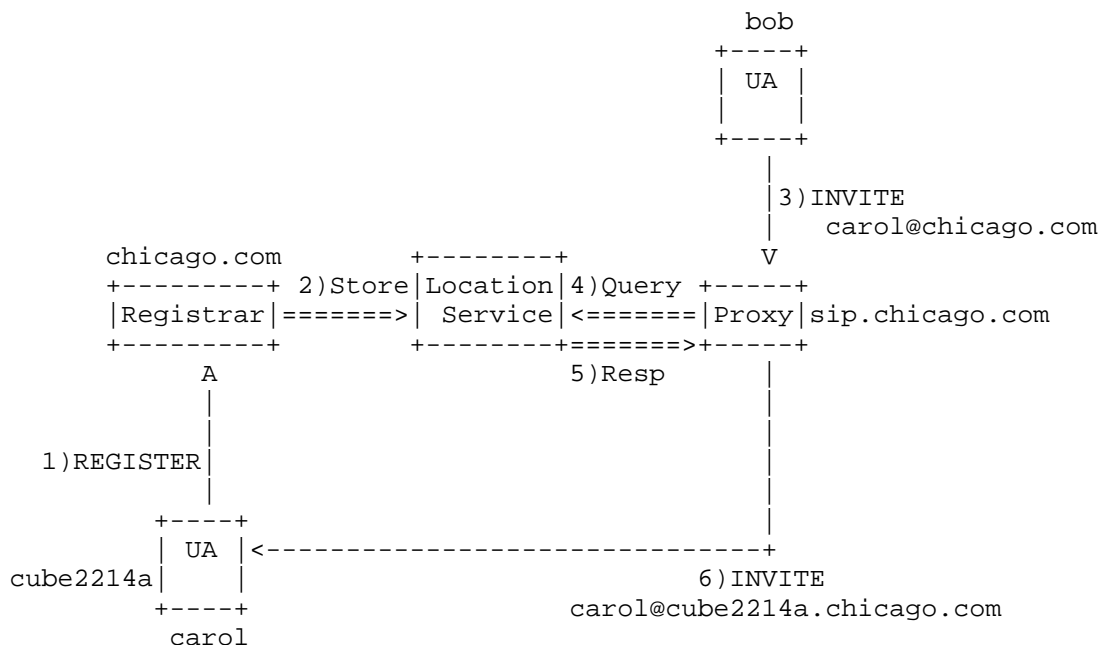 bob
UA
3)INVITE
carol@chicago.com
chicago.com
2)Store
Location
4)Query
Registrar
Service
Proxy
sip.chicago.com
5)Resp
1)REGISTER
UA
cube2214a
6)INVITE
carol@cube2214a.chicago.com
carol